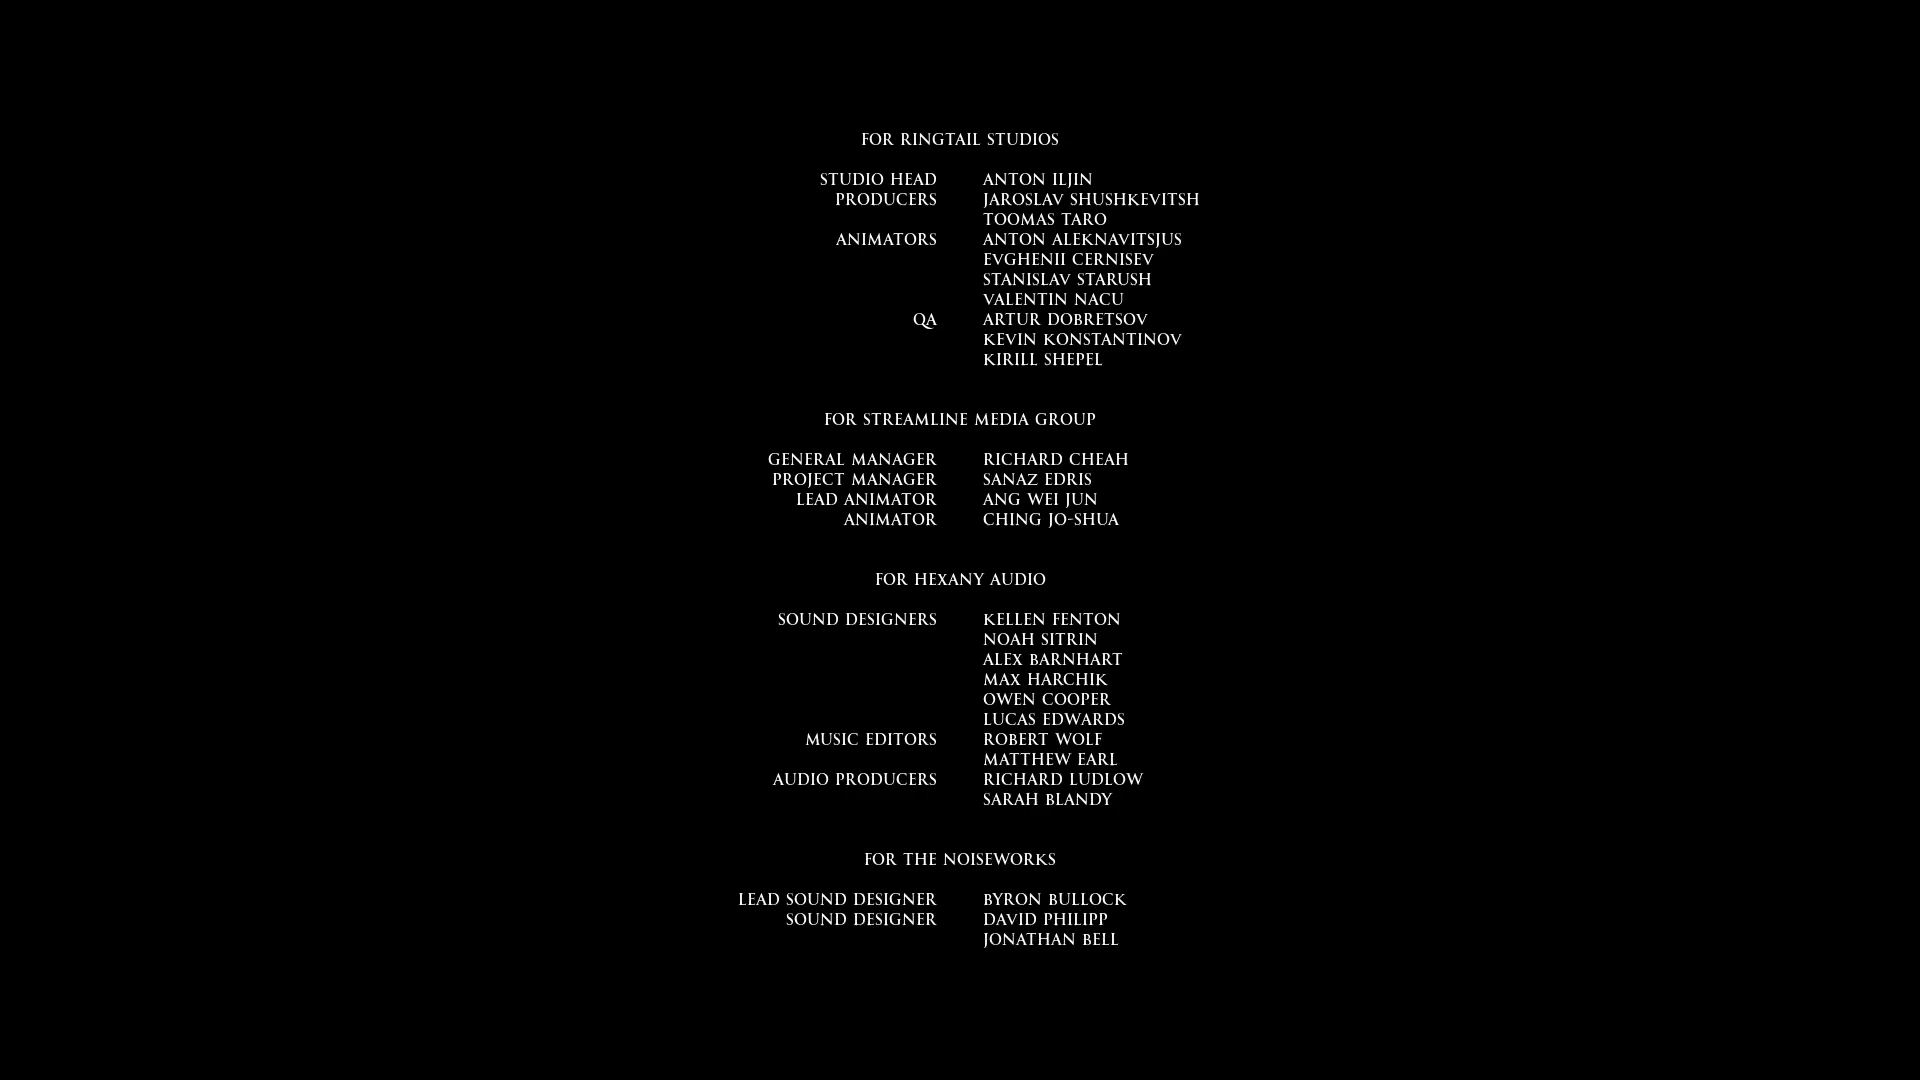 FOR RINGTAIL STUDIOS
STUDIO HEAD ANTON ILJIN
PRODUCERS JAROSLAV SHUSHKEVITSH
TOOMAS TARO
ANIMATORS ANTON ALEKNAVITSJUS
EVGHENII CERNISEV
STANISLAV STARUSH
VALENTIN NACU
QA ARTUR DOBRETSOV
KEVIN KONSTANTINOV
KIRILL SHEPEL
FOR STREAMLINE MEDIA GROUP
GENERAL MANAGER RICHARD CHEAH
PROJECT MANAGER SANAZ EDRIS
LEAD ANIMATOR ANG WEI JUN
ANIMATOR CHING JO-SHUA
FOR HEXANY AUDIO
SOUND DESIGNERS KELLEN FENTON
NOAH SITRIN
ALEX BARNHART
MAX HARCHIK
OWEN COOPER
LUCAS EDWARDS
MUSIC EDITORS ROBERT WOLF
MATTHEW EARL
AUDIO PRODUCERS RICHARD LUDLOW
SARAH BLANDY
FOR THE NOISEWORKS
LEAD SOUND DESIGNER BYRON BULLOCK
SOUND DESIGNER DAVID PHILIPP
JONATHAN BELL